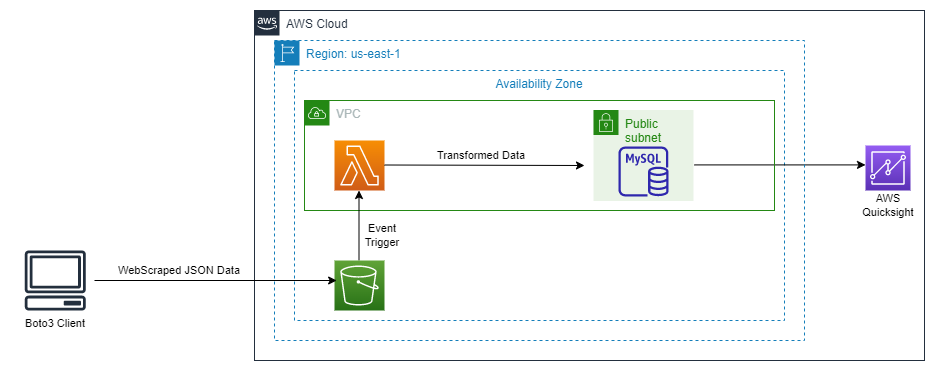 aws
AWS Cloud
Region: us-east-1
Availability Zone
VPC
Public
subnet
MySQL
Transformed Data
AWS
Quicksight
Event
Trigger
WebScraped JSON Data
Boto3 Client